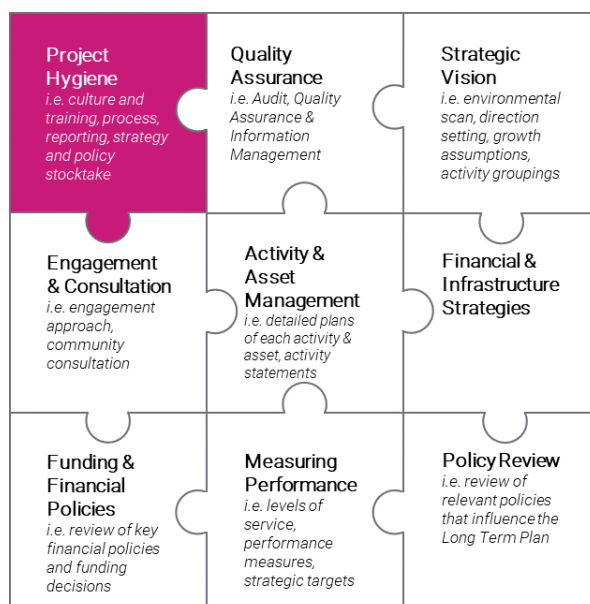 Project
Hygiene
i.e. culture and
training, process,
reporting, strategy
and policy
stocktake
Quality
Assurance
i.e. Audit, Quality
Assurance &
Information
Management
Strategic
Vision
i.e. environmental
scan, direction
setting, growth
assumptions,
activity groupings
Engagement
& Consultation
i.e. engagement
approach,
community
consultation
Activity &
Asset
Management
i.e. detailed plans
of each activity &
asset, activity
statements
Financial &
Infrastructure
Strategies
Funding &
Financial
Policies
i.e. review of key
financial policies
and funding
decisions
Measuring
Performance
i.e. levels of
service,
performance
measures,
strategic targets
Policy Review
i.e. review of
relevant policies
that influence the
Long Term Plan